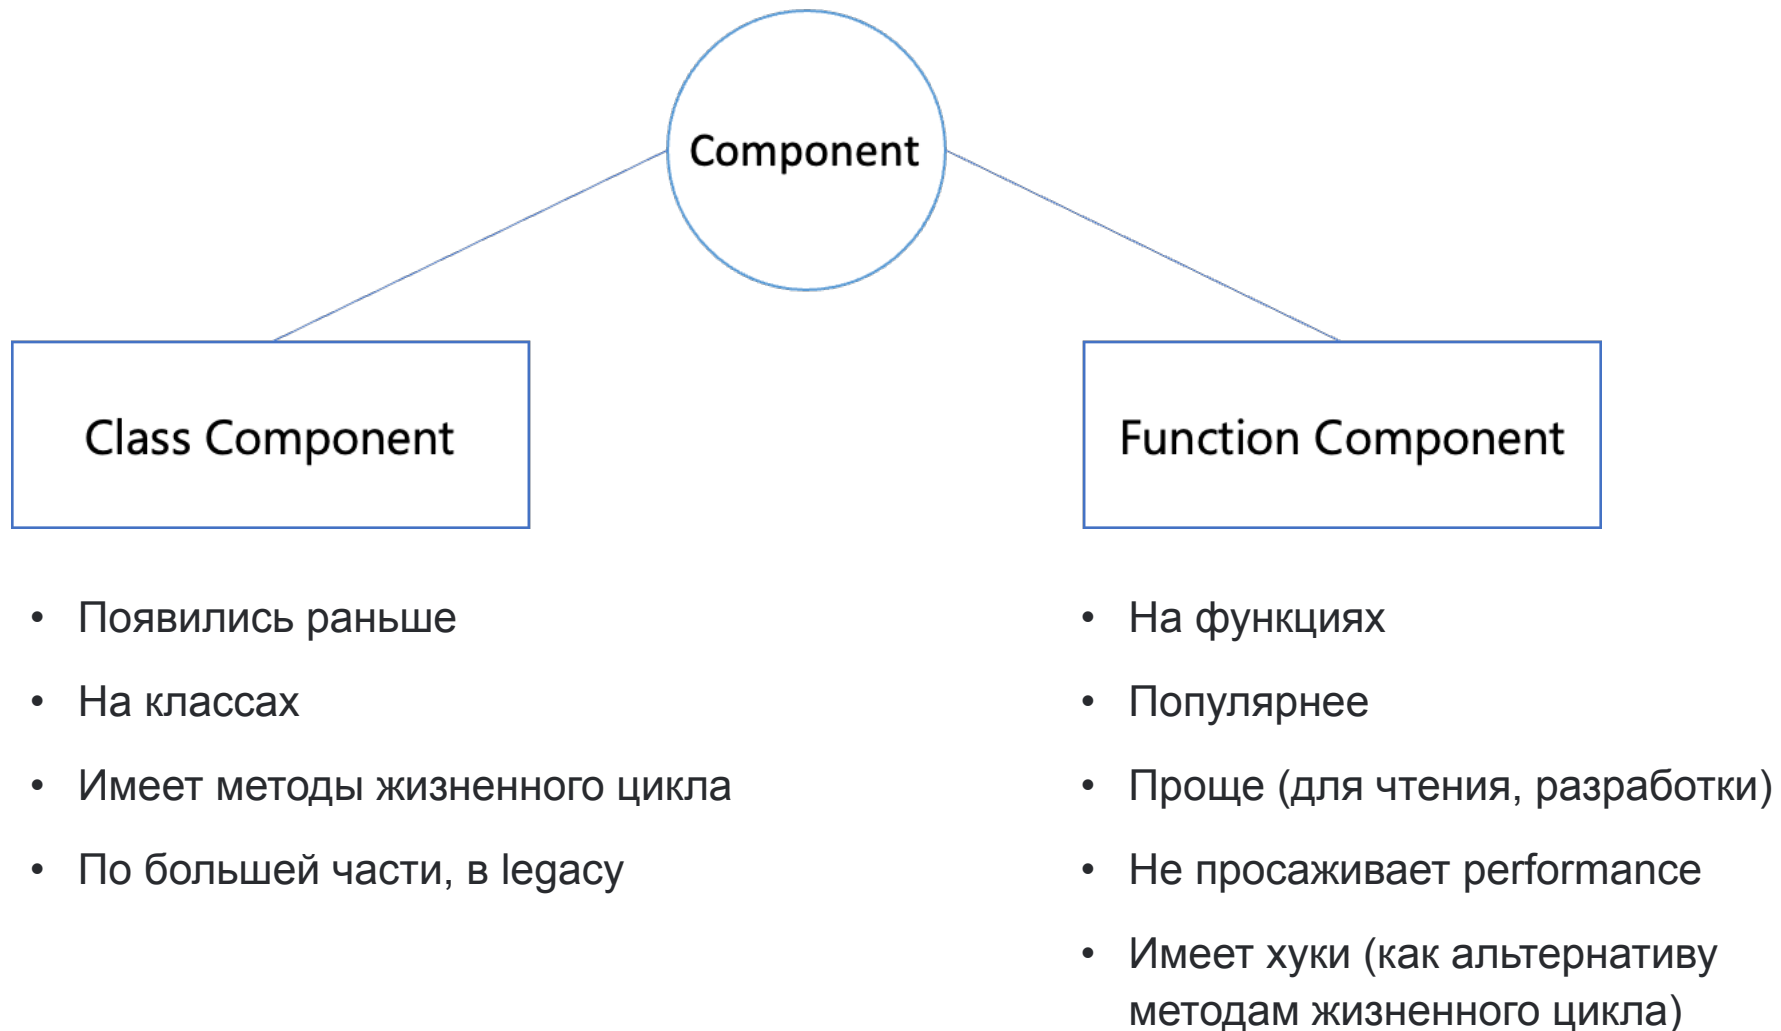 Component
Class Component
Function Component
• Появились раньше
• На классах
• Имеет методы жизненного цикла
• По большей части, в legacy
• На функциях
• Популярнее
• Проще (для чтения, разработки)
• Не просаживает performance
• Имеет хуки (как альтернативу
методам жизненного цикла)